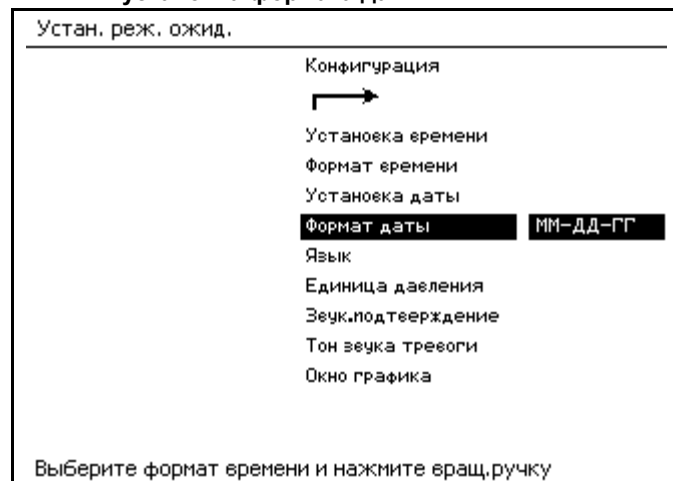 Устан. реж. ожид.
Конфигурация
Установка времени
Формат времени
Установка даты
Формат даты ММ-ДД-ГГ
Язык
Единица давления
Звук.подтверждение
Тон звука тревоги
Окно графика
Выберите формат времени и нажмите вращ.ручку